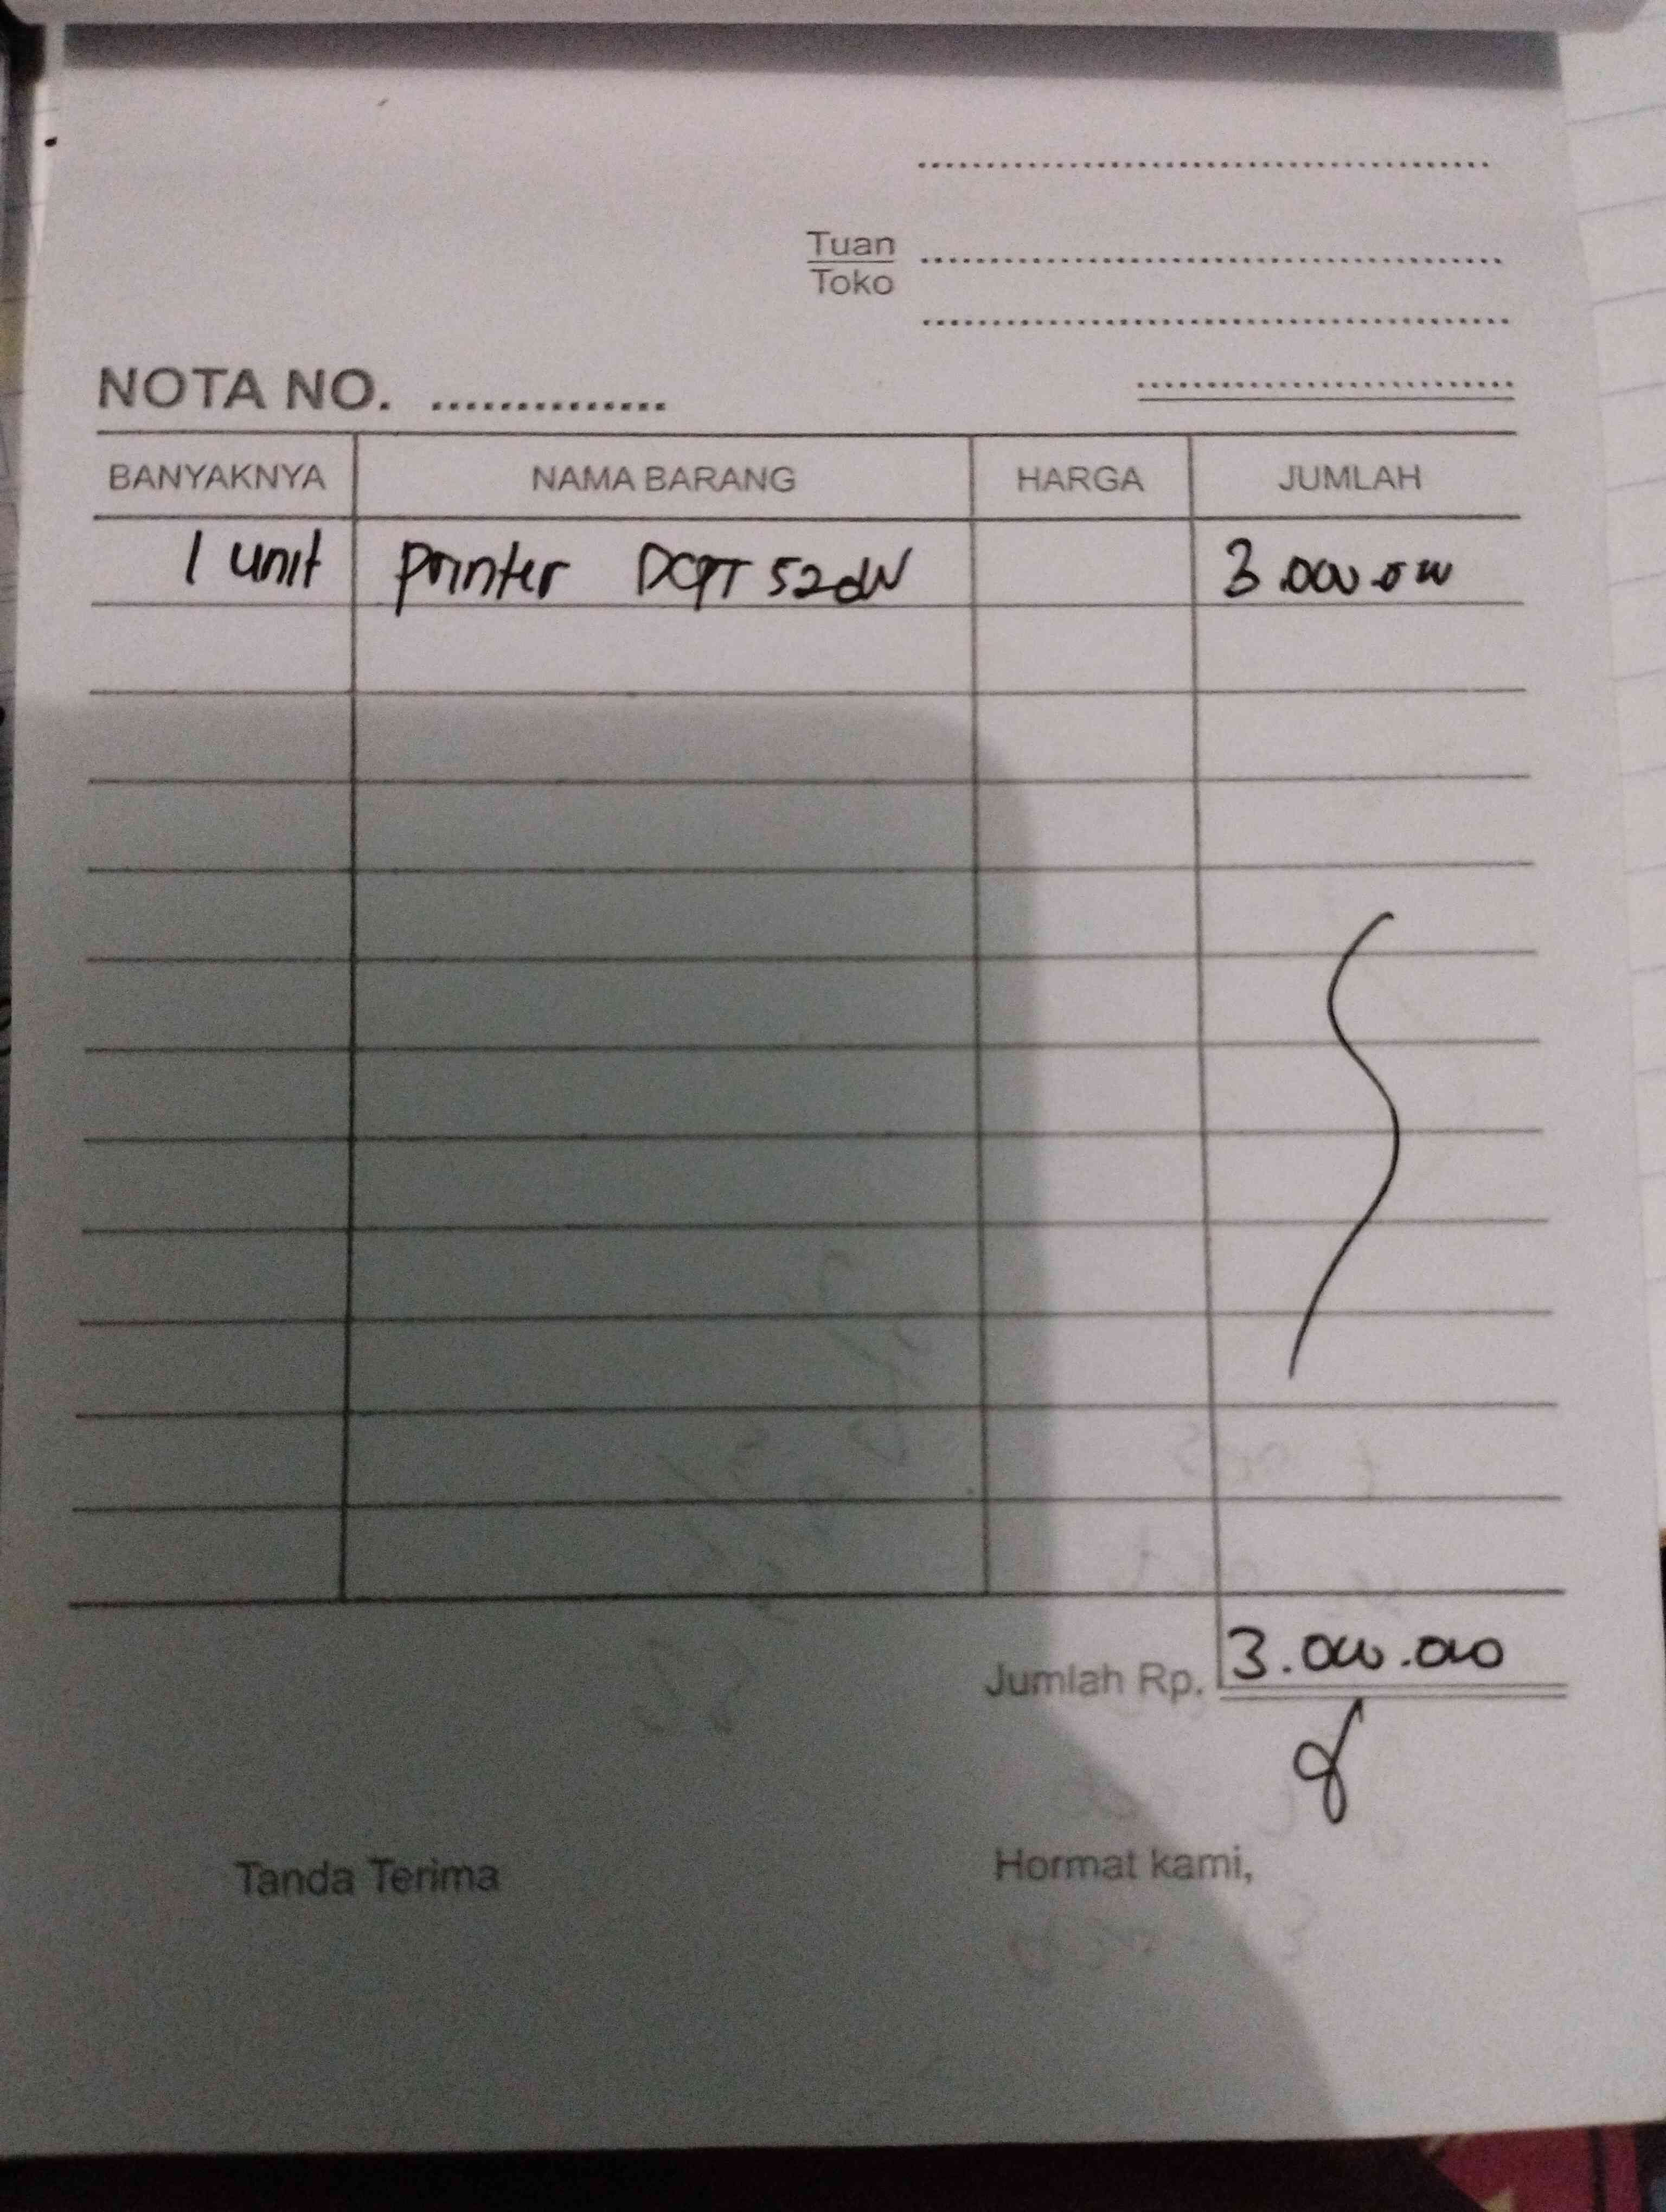 Tuan
Toko
NOTA NO. ..............
BANYAKNYA NAMA BARANG HARGA JUMLAH
1 unit printer DCPT 520W 3.000.000
Jumlah Rp. 3.000.000
Tanda Terima Hormat kami,